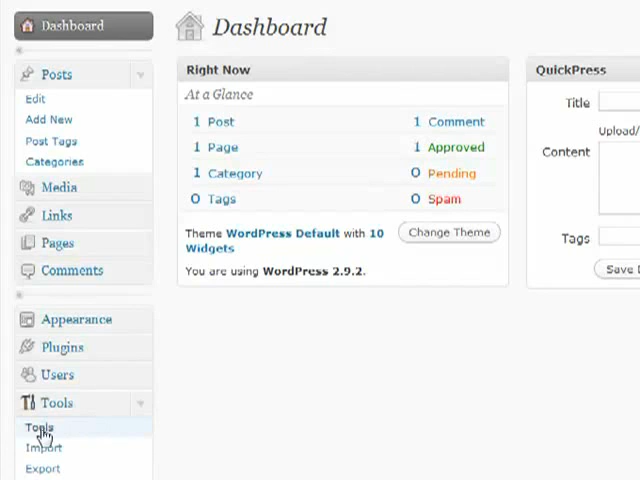 Dashboard
Posts
Edit
Add New
Post Tags
Categories
Media
Links
Pages
Comments
Appearance
Plugins
Users
Tools
Tools
Import
Export
Dashboard
Right Now
At a Glance
1 Post 1 Comment
1 Page 1 Approved
1 Category 0 Pending
0 Tags 0 Spam
Theme WordPress Default with 10
Widgets
Change Theme
You are using WordPress 2.9.2.
QuickPress
Title
Upload/
Content
Tags
Save